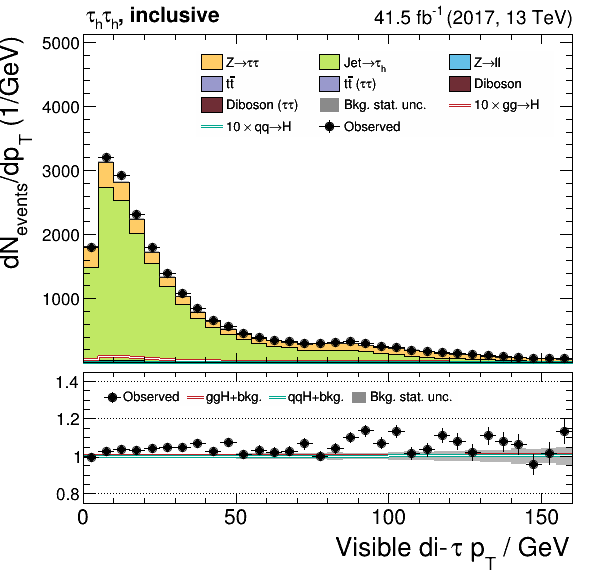 τₕτₕ, inclusive 41.5 fb⁻¹ (2017, 13 TeV)
dN_events/dp_T (1/GeV)
5000
4000
3000
2000
1000
Z→ττ Jet→τₕ Z→ll
tt̄ tt̄ (ττ) Diboson
Diboson (ττ) Bkg. stat. unc. 10 × gg→H
10 × qq→H Observed
1.4
1.2
1
0.8
Observed ggH+bkg. qqH+bkg. Bkg. stat. unc.
0 50 100 150
Visible di-τ p_T / GeV